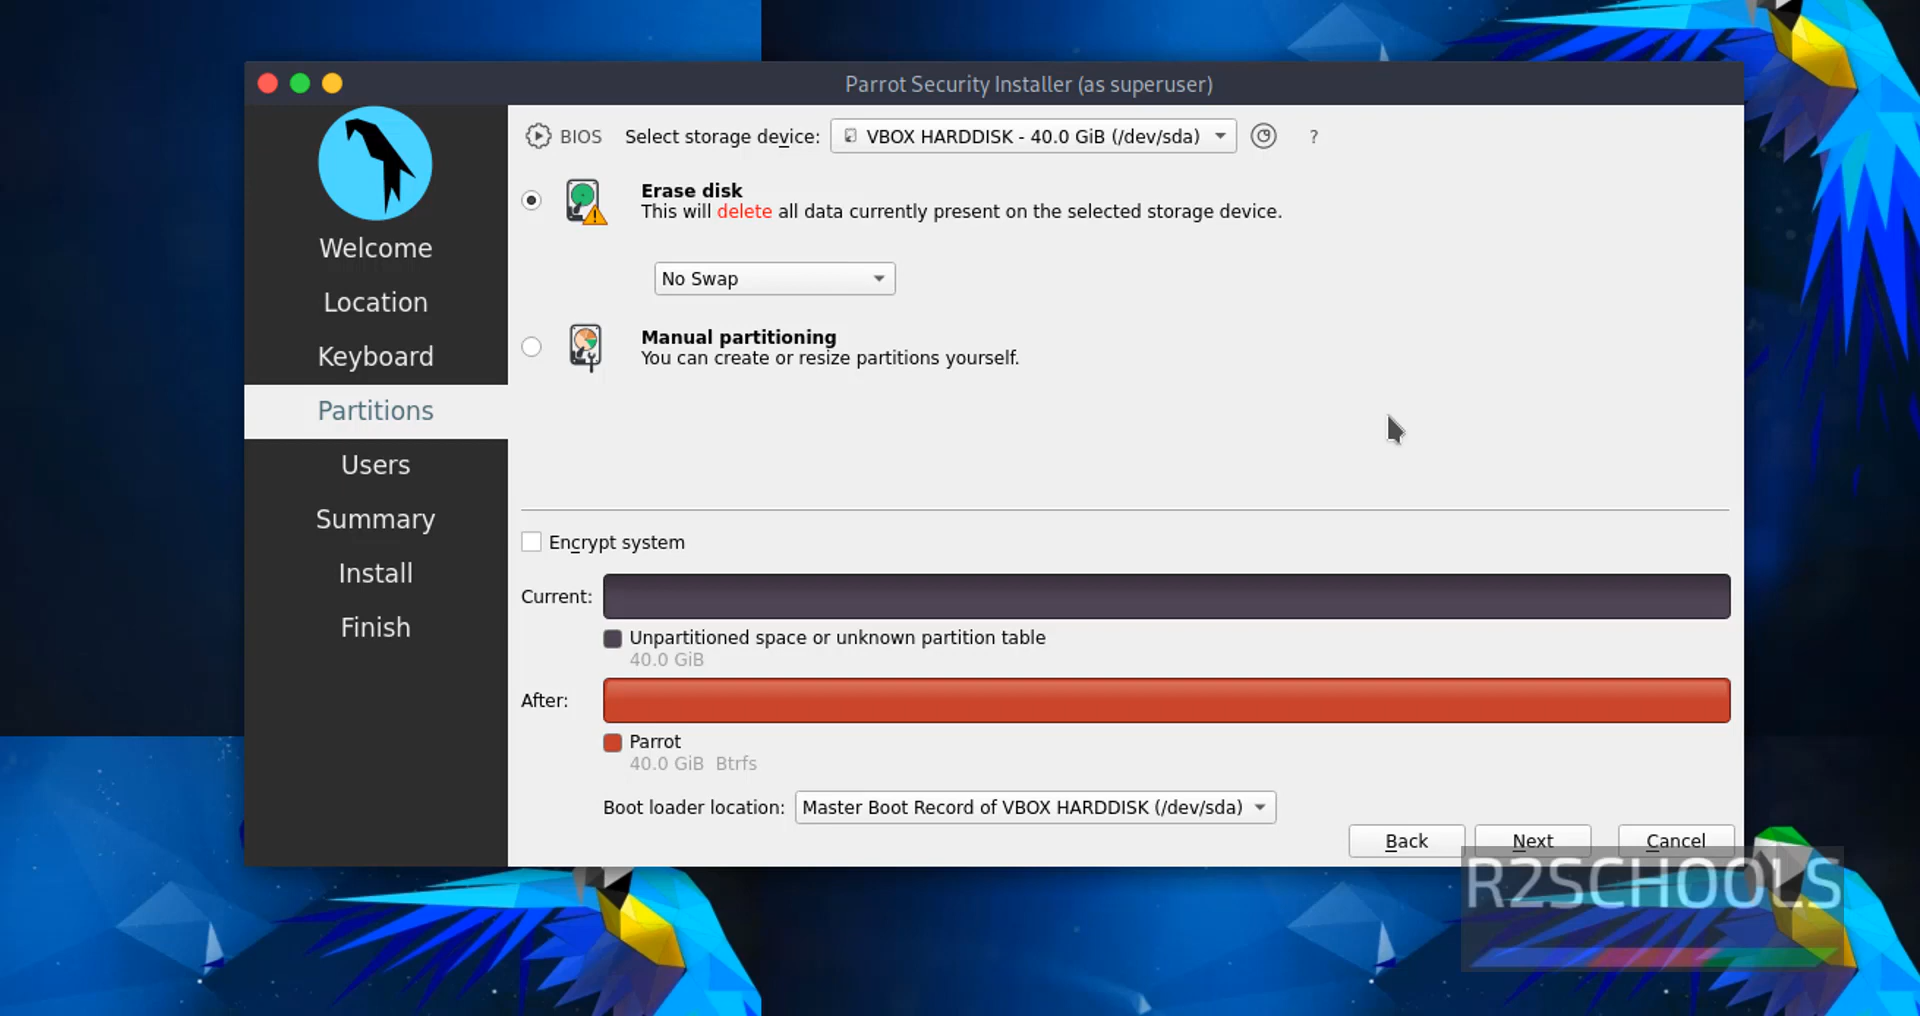 Parrot Security Installer (as superuser)
BIOS Select storage device: VBOX HARDDISK - 40.0 GiB (/dev/sda) ?
Erase disk
This will delete all data currently present on the selected storage device.
No Swap
Manual partitioning
You can create or resize partitions yourself.
Welcome
Location
Keyboard
Partitions
Users
Summary
Install
Finish
Encrypt system
Current:
Unpartitioned space or unknown partition table
40.0 GiB
After:
Parrot
40.0 GiB Btrfs
Boot loader location: Master Boot Record of VBOX HARDDISK (/dev/sda)
Back Next Cancel
R2SCHOOLS